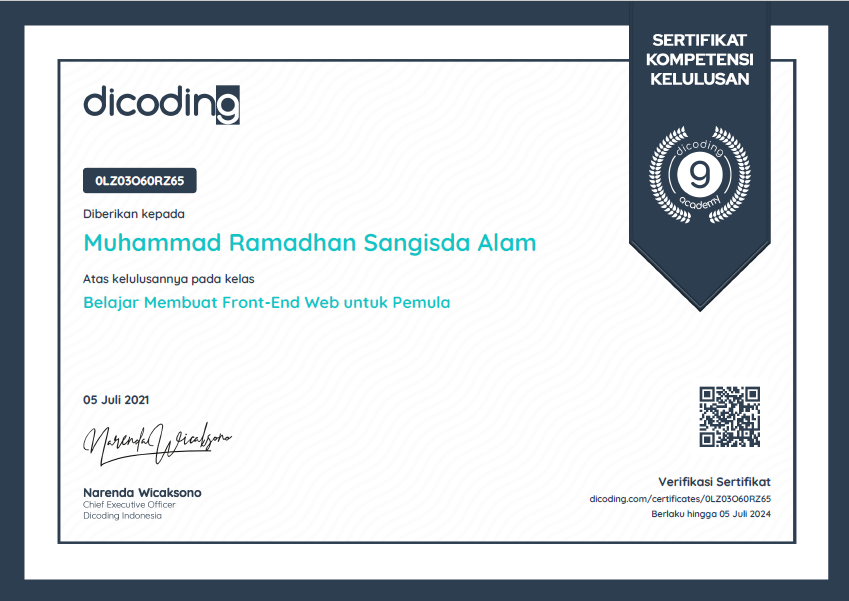 SERTIFIKAT
KOMPETENSI
KELULUSAN
dicoding
dicoding
9
academy
0LZ03O60RZ65
Diberikan kepada
Muhammad Ramadhan Sangisda Alam
Atas kelulusannya pada kelas
Belajar Membuat Front-End Web untuk Pemula
05 Juli 2021
Narenda Wicaksono
Narenda Wicaksono
Chief Executive Officer
Dicoding Indonesia
Verifikasi Sertifikat
dicoding.com/certificates/0LZ03O60RZ65
Berlaku hingga 05 Juli 2024